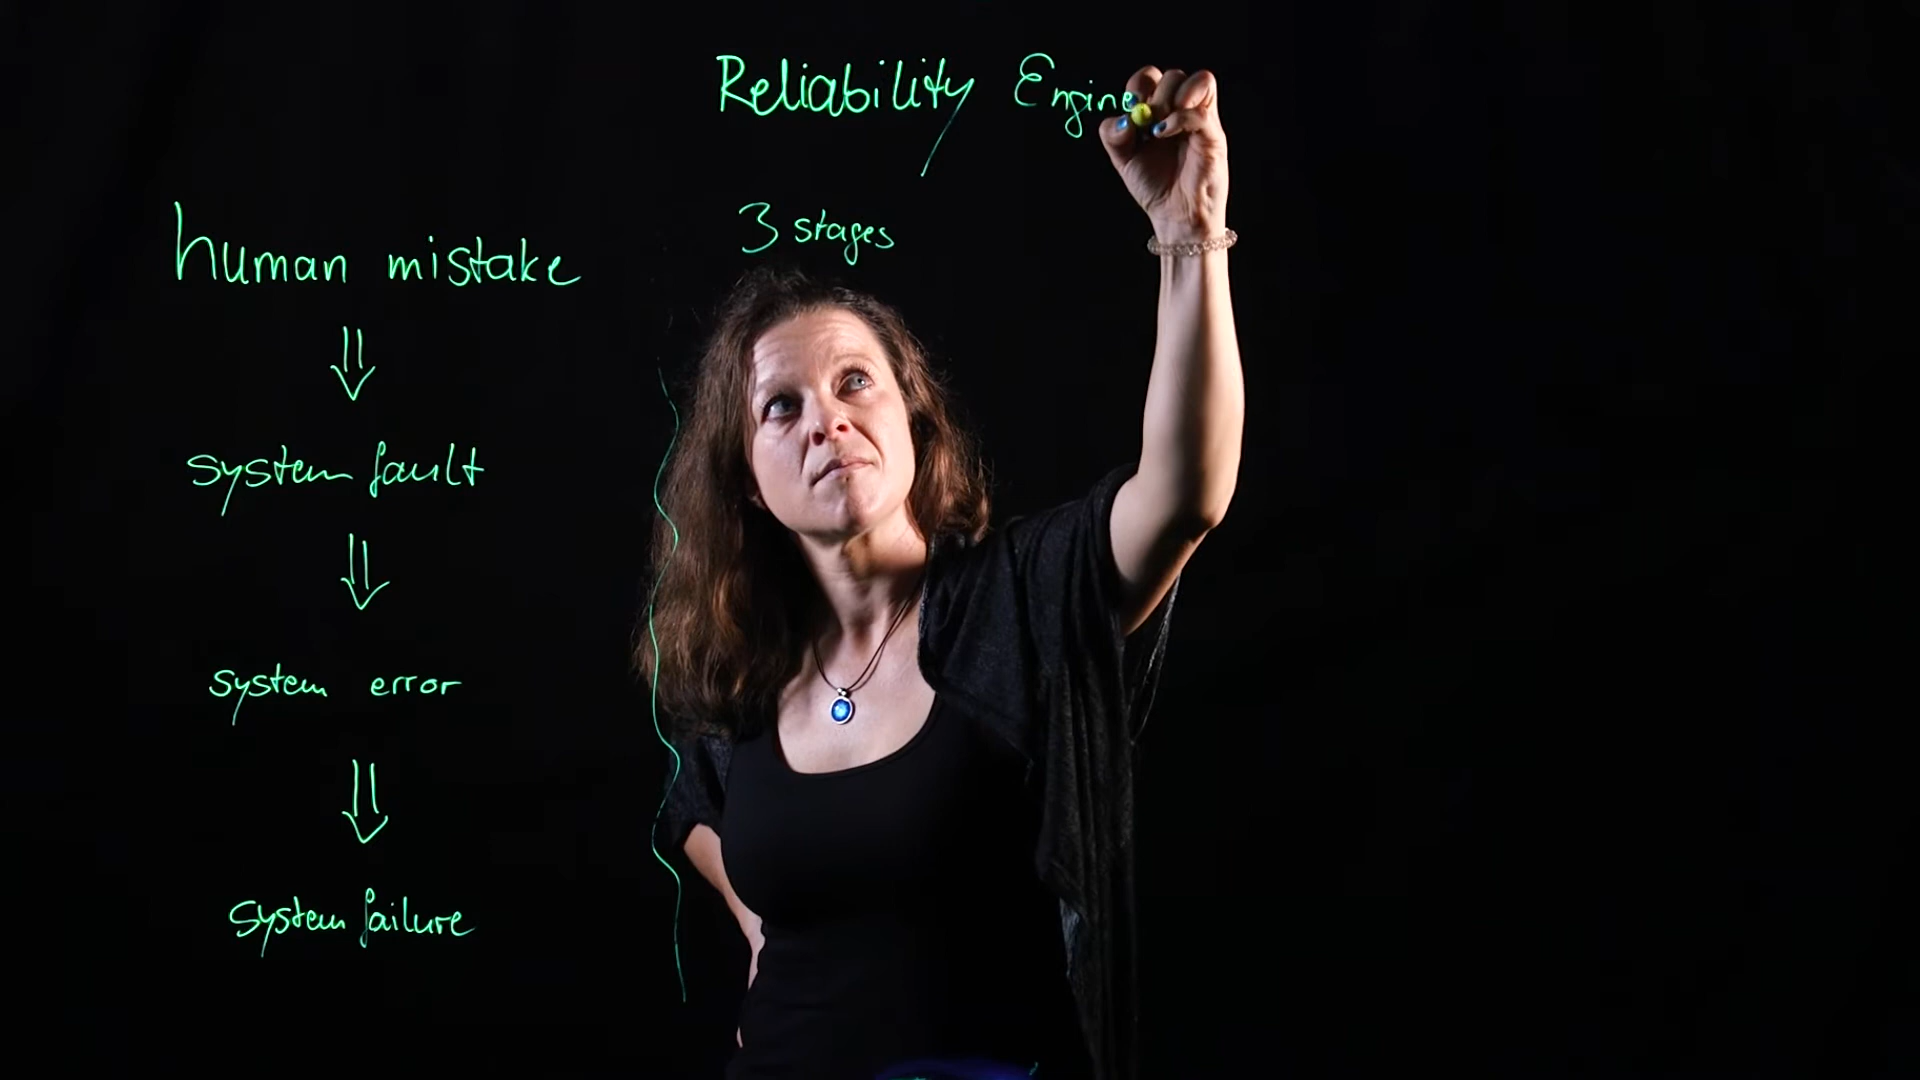 Reliability Engine
3 stages
human mistake
⇓
system fault
⇓
system error
⇓
system failure